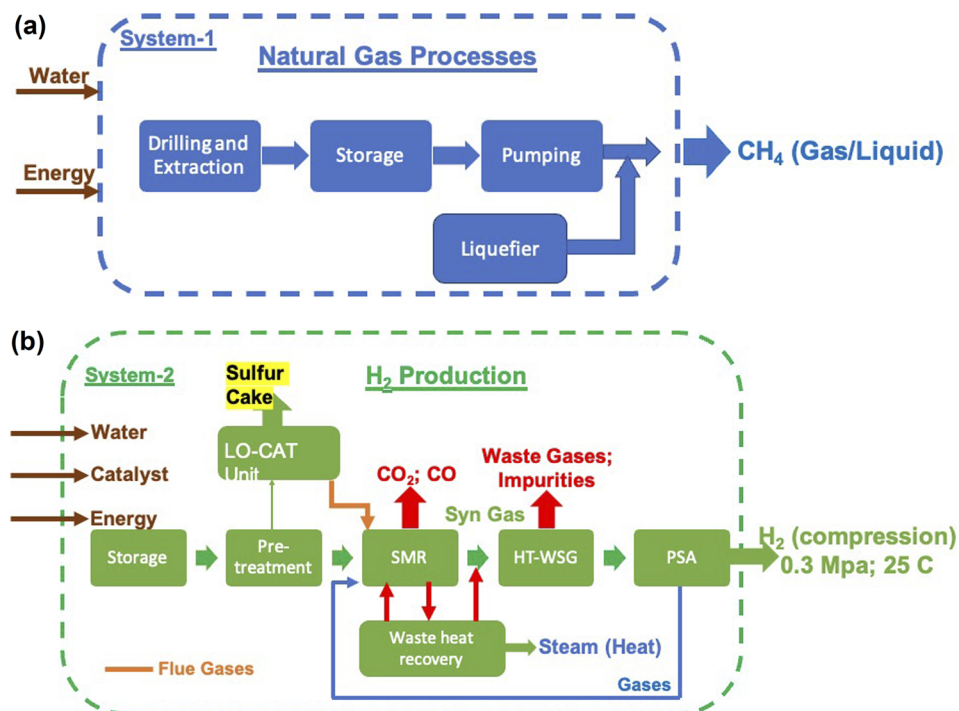 (a)
System-1
Natural Gas Processes
Water
Energy
Drilling and
Extraction
Storage
Pumping
CH₄ (Gas/Liquid)
Liquefier
(b)
System-2
Sulfur
Cake
H₂ Production
Water
Catalyst
Energy
LO-CAT
Unit
CO₂; CO
Waste Gases;
Impurities
Syn Gas
Storage
Pre-
treatment
SMR
HT-WSG
PSA
H₂ (compression)
0.3 Mpa; 25 C
Waste heat
recovery
Steam (Heat)
Flue Gases
Gases